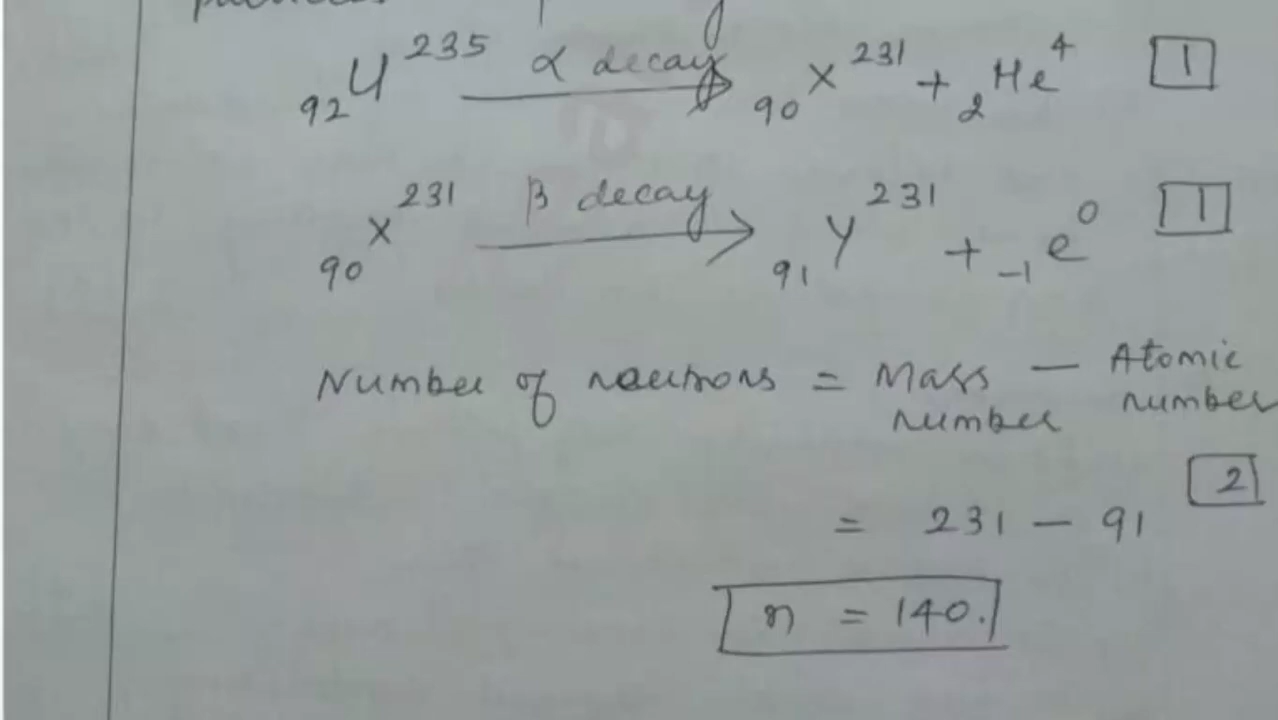 ₉₂U²³⁵ α decay → ₉₀X²³¹ + ₂He⁴ [1]
₉₀X²³¹ β decay → ₉₁Y²³¹ + ₋₁e⁰ [1]
Number of neutrons = Mass number − Atomic number
[2]
= 231 − 91
n = 140.